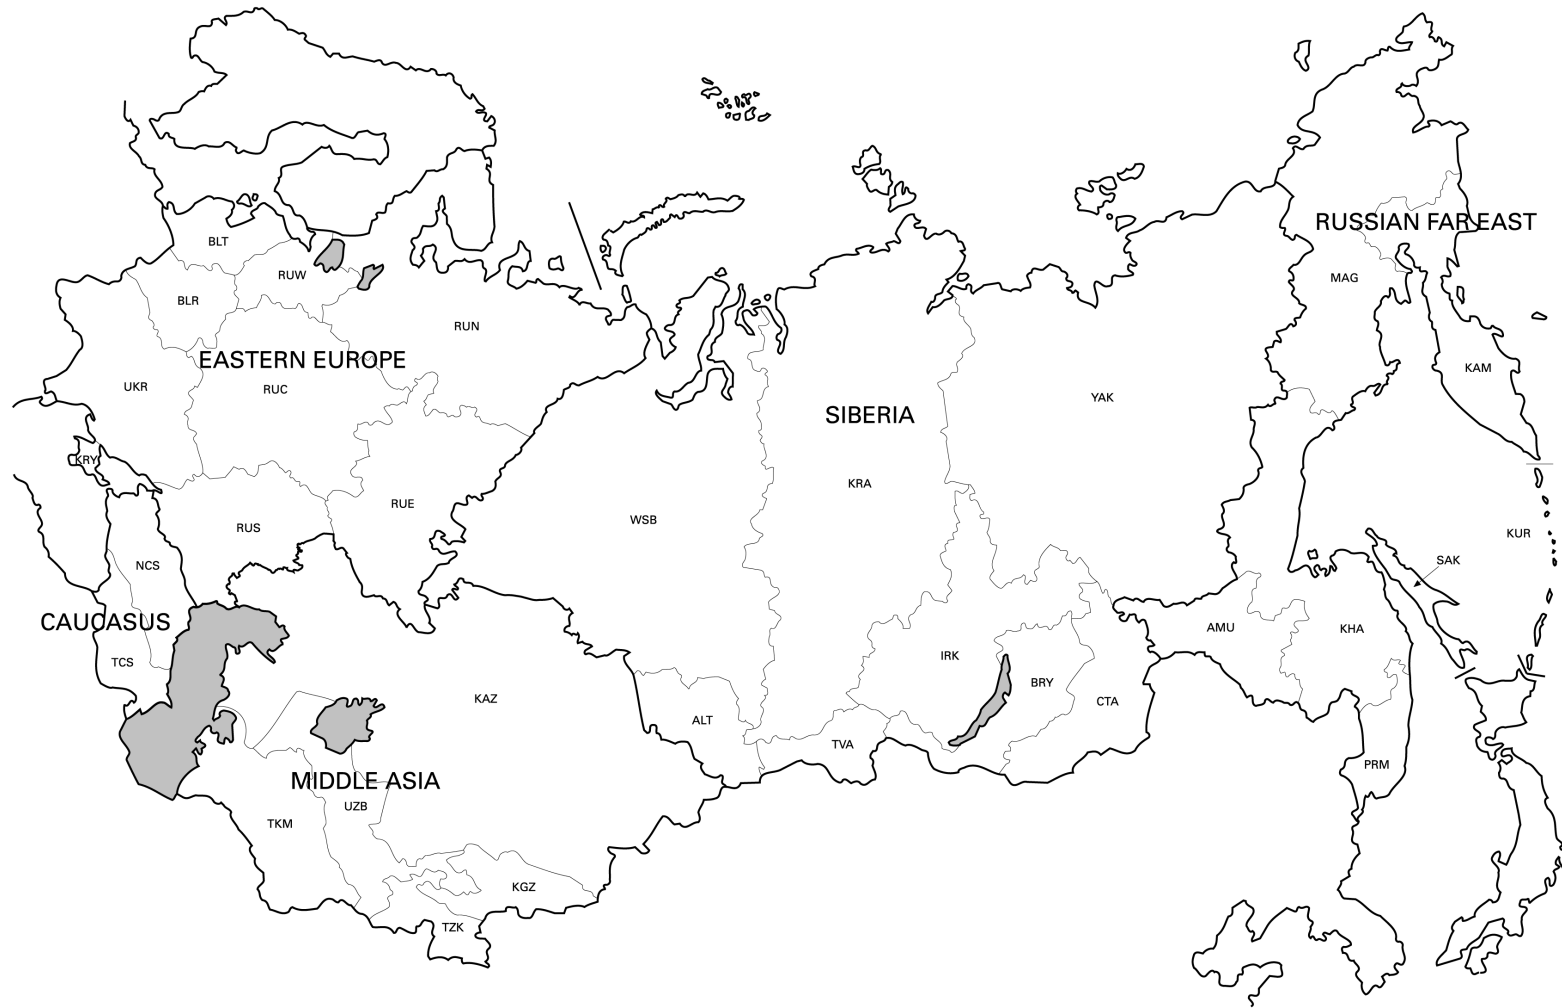 RUSSIAN FAR EAST
BLT
RUW
MAG
BLR
RUN
EASTERN EUROPE
KAM
UKR
RUC
YAK
SIBERIA
KRY
KRA
RUE
WSB
RUS
KUR
NCS
SAK
CAUCASUS
AMU
KHA
IRK
TCS
BRY
KAZ
CTA
ALT
TVA
PRM
MIDDLE ASIA
UZB
TKM
KGZ
TZK